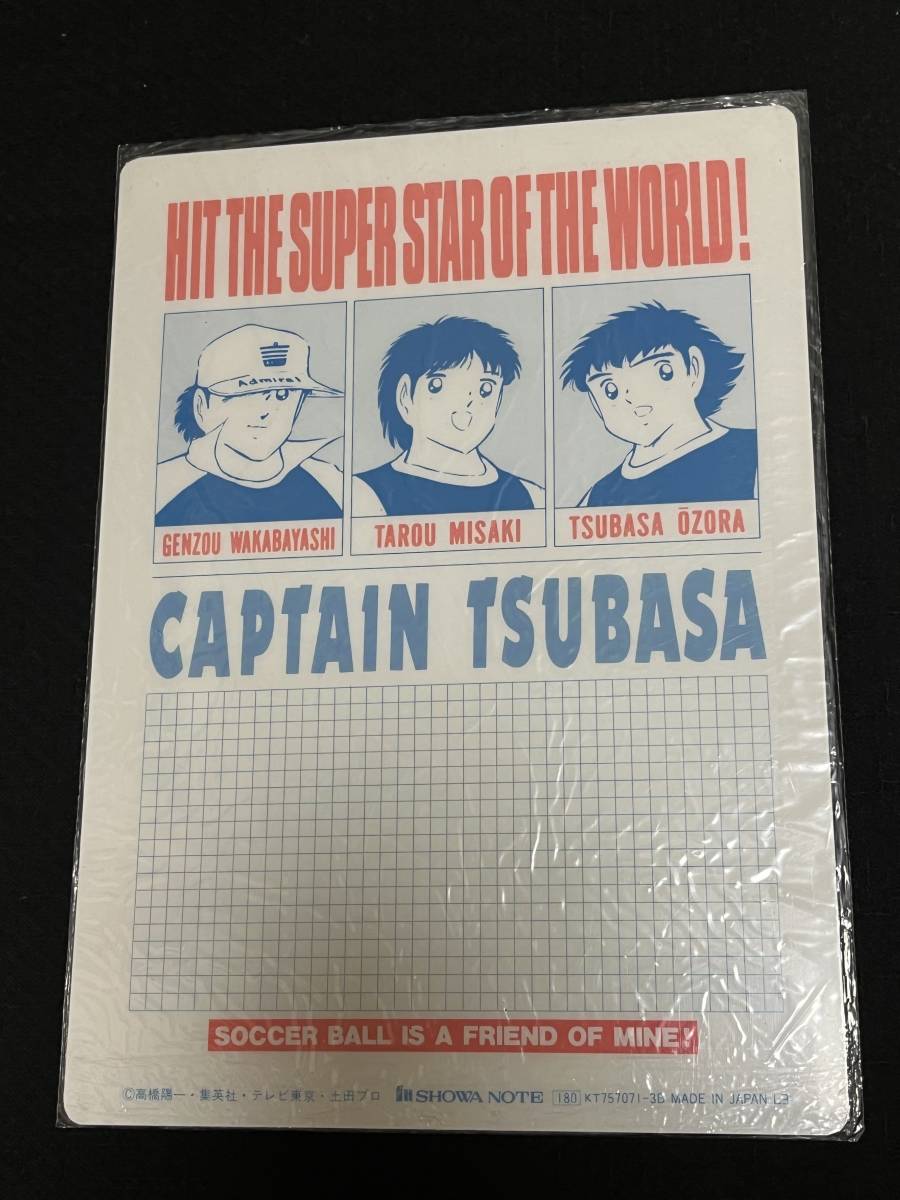 HIT THE SUPER STAR OF THE WORLD!
Admiral
GENZOU WAKABAYASHI
TAROU MISAKI
TSUBASA ŌZORA
CAPTAIN TSUBASA
SOCCER BALL IS A FRIEND OF MINE!
©高橋陽一・集英社・テレビ東京・土田プロ SHOWA NOTE 180 KT757071-3B MADE IN JAPAN